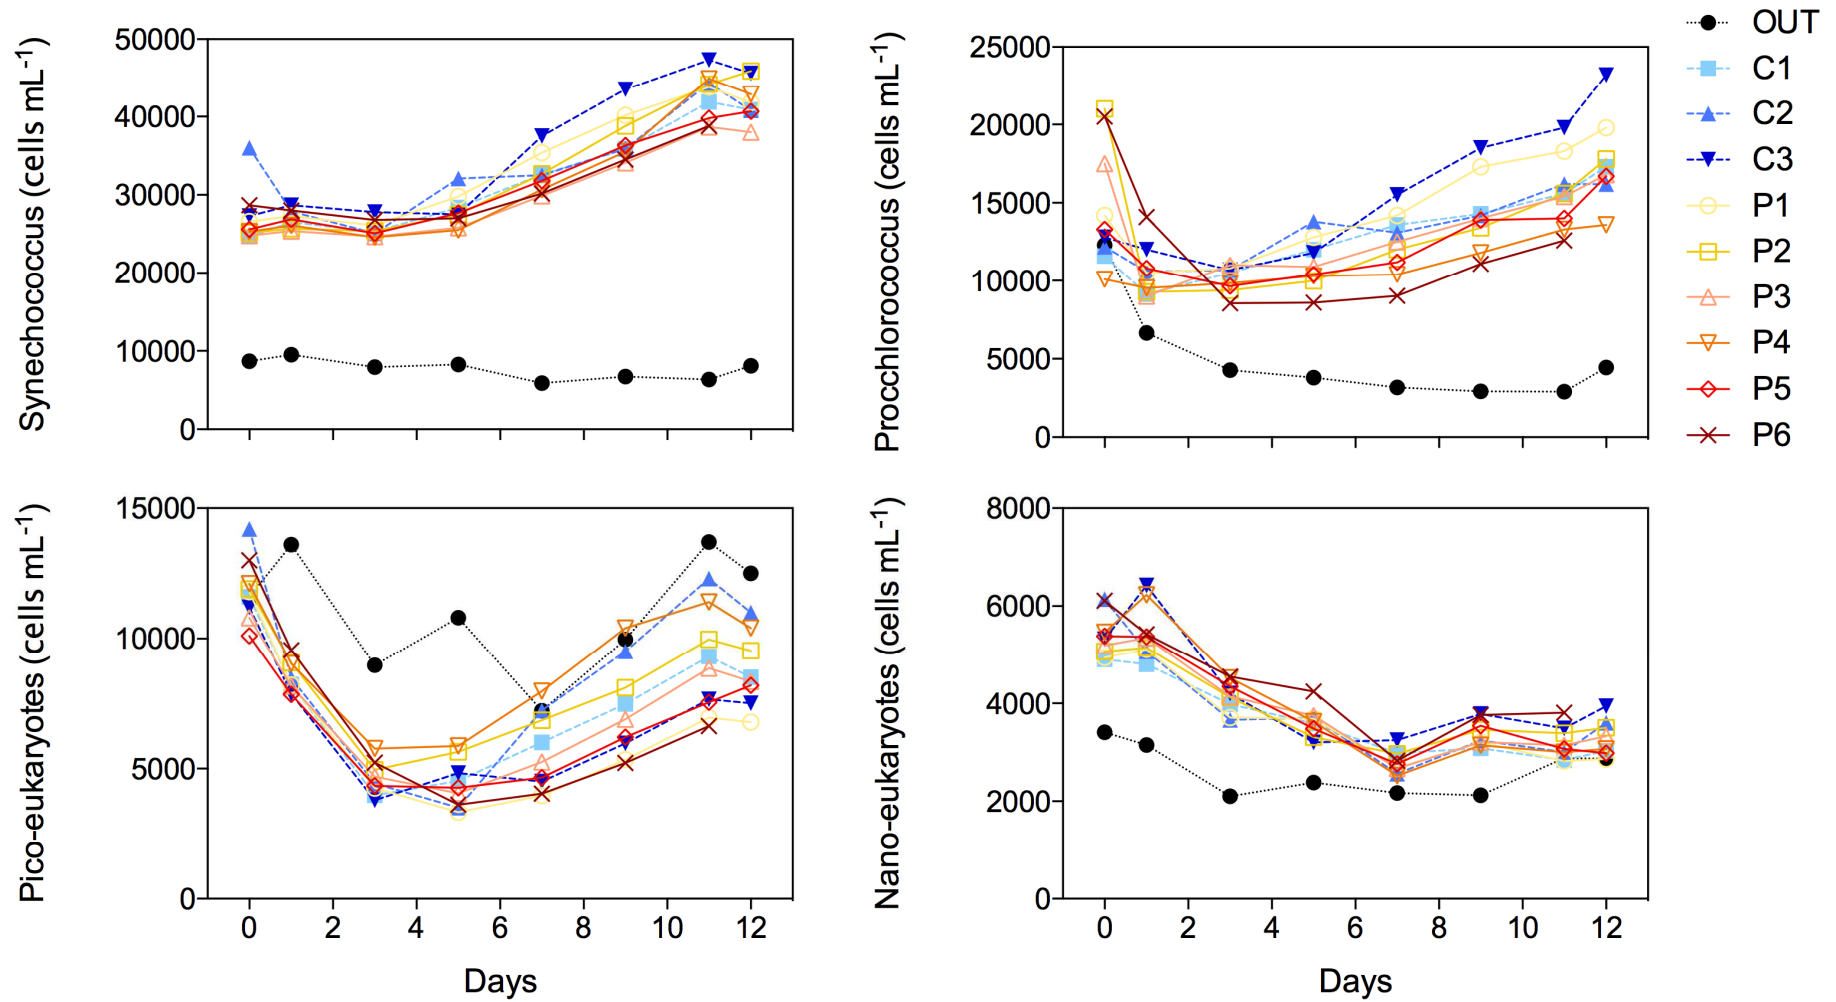 Synechococcus (cells mL-1)
50000
40000
30000
20000
10000
0
Prochlorococcus (cells mL-1)
25000
20000
15000
10000
5000
0
OUT
C1
C2
C3
P1
P2
P3
P4
P5
P6
Pico-eukaryotes (cells mL-1)
15000
10000
5000
0
0 2 4 6 8 10 12
Days
Nano-eukaryotes (cells mL-1)
8000
6000
4000
2000
0
0 2 4 6 8 10 12
Days